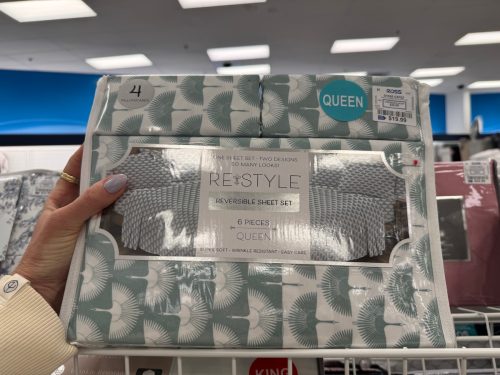 4
PILLOWCASES
QUEEN
ROSS
$19.99
ONE SHEET SET - TWO DESIGNS
SO MANY LOOKS!
RE STYLE
REVERSIBLE SHEET SET
6 PIECES
QUEEN
SUPER SOFT - WRINKLE RESISTANT - EASY CARE
KING